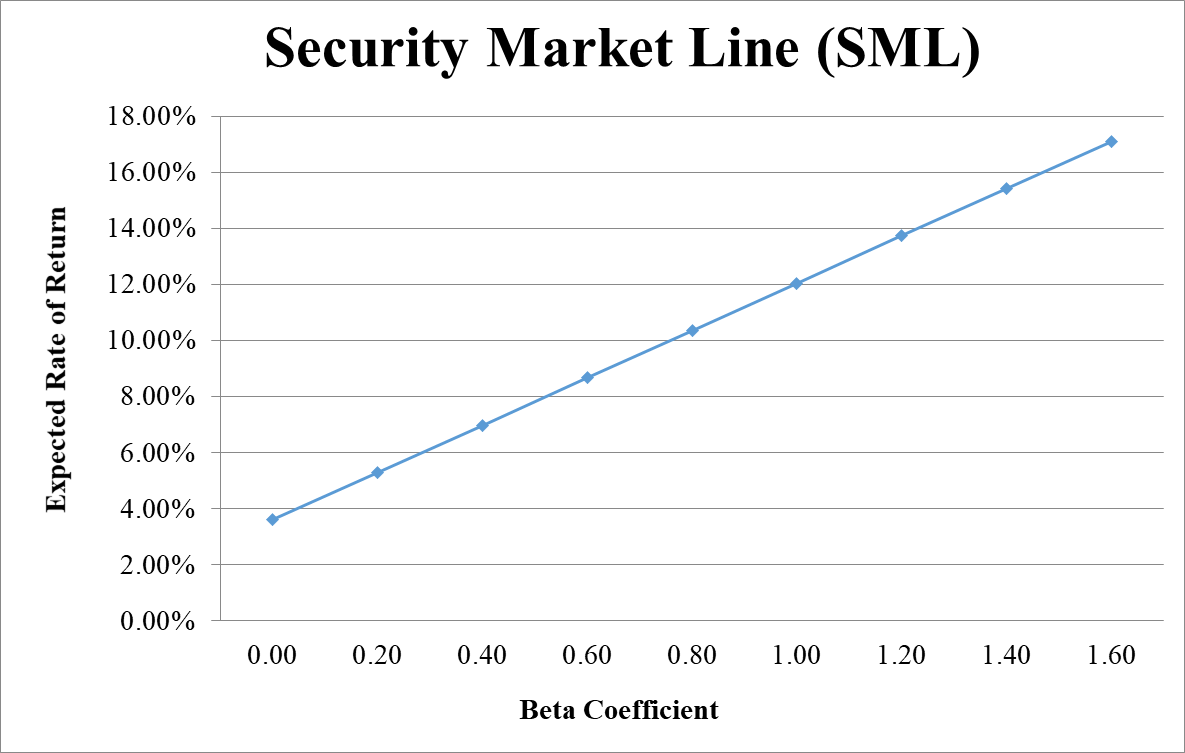 Security Market Line (SML)
18.00%
16.00%
14.00%
12.00%
10.00%
8.00%
6.00%
4.00%
2.00%
0.00%
Expected Rate of Return
0.00 0.20 0.40 0.60 0.80 1.00 1.20 1.40 1.60
Beta Coefficient